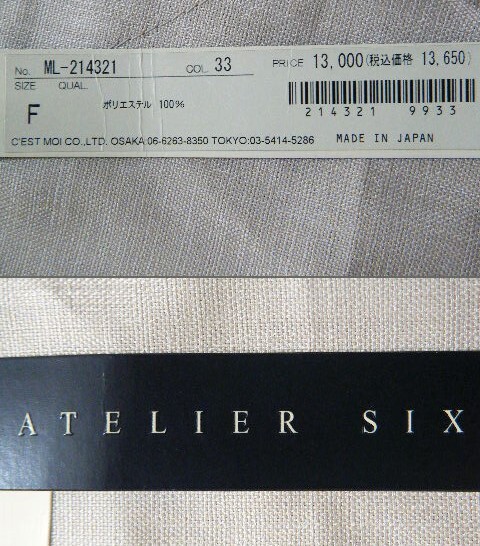 No. ML-214321 COL. 33 PRICE 13,000(税込価格 13,650)
SIZE QUAL.
F ポリエステル 100%
214321 9933
C'EST MOI CO.,LTD. OSAKA:06-6263-8350 TOKYO:03-5414-5286 MADE IN JAPAN
ATELIER SIX